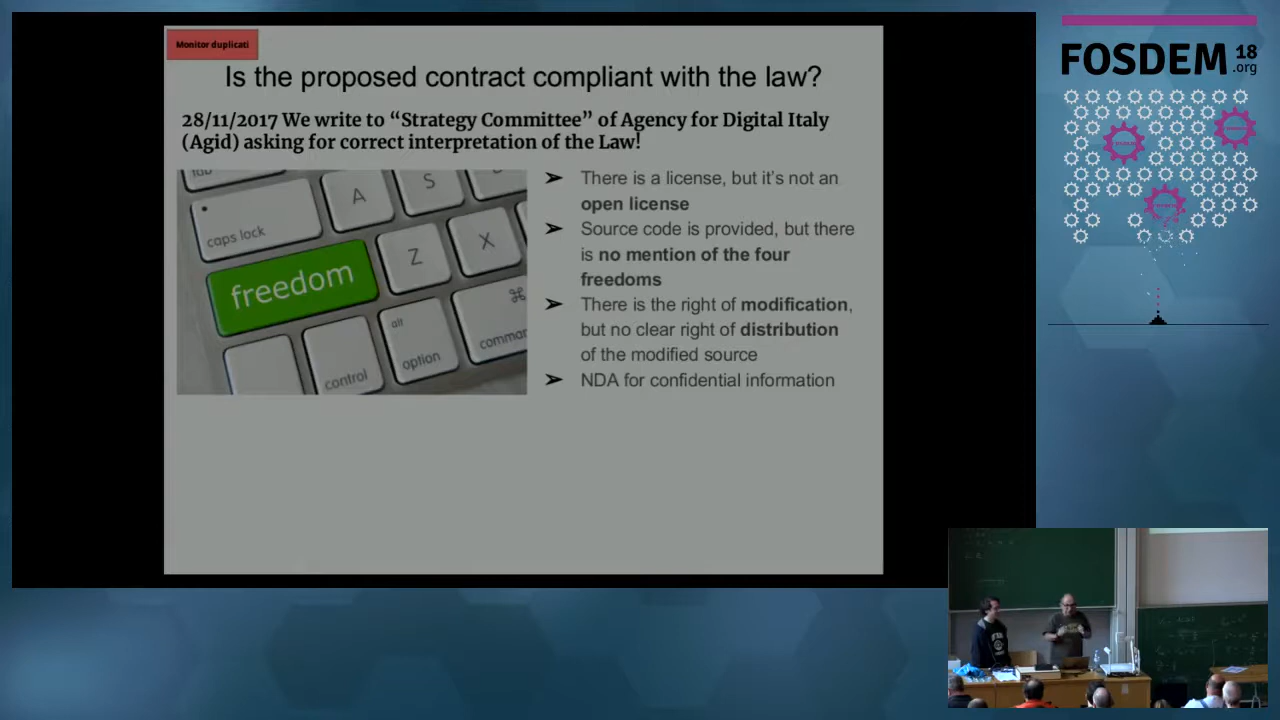 Monitor duplicati
Is the proposed contract compliant with the law?
28/11/2017 We write to “Strategy Committee” of Agency for Digital Italy
(Agid) asking for correct interpretation of the Law!
➢ There is a license, but it’s not an
open license
➢ Source code is provided, but there
is no mention of the four
freedoms
➢ There is the right of modification,
but no clear right of distribution
of the modified source
➢ NDA for confidential information
A
S
caps lock
Z
X
freedom
⌘
alt
option
control
FOSDEM 18
.org